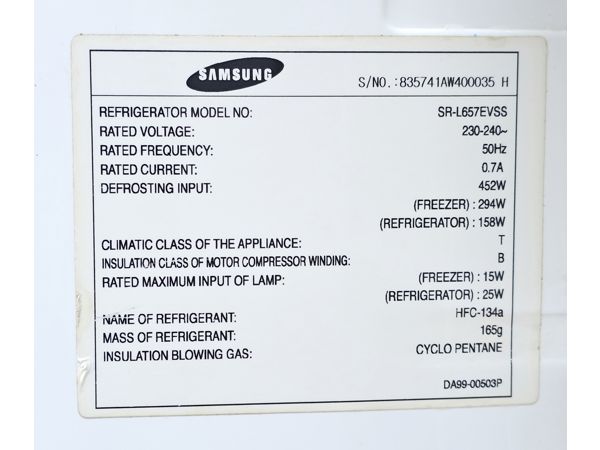 SAMSUNG S/NO. :835741AW400035 H
REFRIGERATOR MODEL NO: SR-L657EVSS
RATED VOLTAGE: 230-240~
RATED FREQUENCY: 50Hz
RATED CURRENT: 0.7A
DEFROSTING INPUT: 452W
(FREEZER) : 294W
(REFRIGERATOR) : 158W
CLIMATIC CLASS OF THE APPLIANCE: T
INSULATION CLASS OF MOTOR COMPRESSOR WINDING: B
RATED MAXIMUM INPUT OF LAMP: (FREEZER) : 15W
(REFRIGERATOR) : 25W
NAME OF REFRIGERANT: HFC-134a
MASS OF REFRIGERANT: 165g
INSULATION BLOWING GAS: CYCLO PENTANE
DA99-00503P